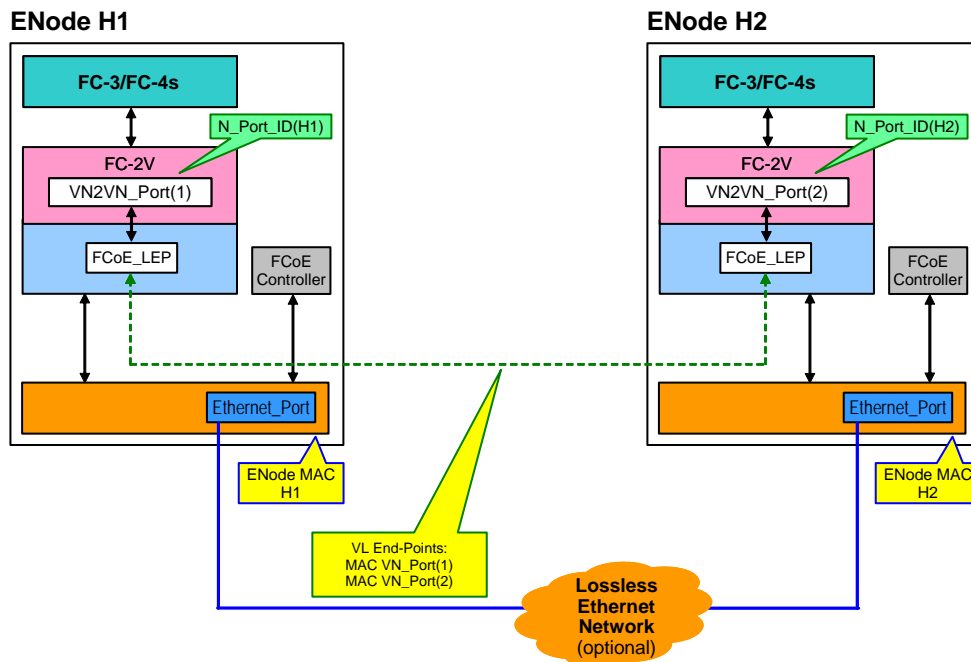 ENode H1
FC-3/FC-4s
N_Port_ID(H1)
FC-2V
VN2VN_Port(1)
FCoE_LEP
FCoE
Controller
Ethernet_Port
ENode MAC
H1
ENode H2
FC-3/FC-4s
N_Port_ID(H2)
FC-2V
VN2VN_Port(2)
FCoE_LEP
FCoE
Controller
Ethernet_Port
ENode MAC
H2
VL End-Points:
MAC VN_Port(1)
MAC VN_Port(2)
Lossless
Ethernet
Network
(optional)